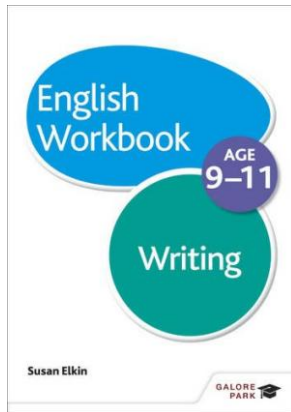 English
Workbook
AGE
9–11
Writing
Susan Elkin
GALORE
PARK